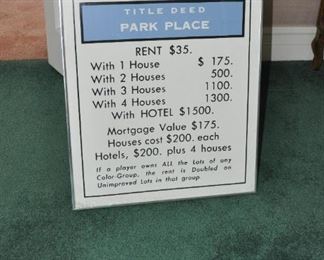 TITLE DEED
PARK PLACE
RENT $35.
With 1 House $ 175.
With 2 Houses 500.
With 3 Houses 1100.
With 4 Houses 1300.
With HOTEL $1500.
Mortgage Value $175.
Houses cost $200. each
Hotels, $200. plus 4 houses
If a player owns ALL the Lots of any
Color-Group, the rent is Doubled on
Unimproved Lots in that group.